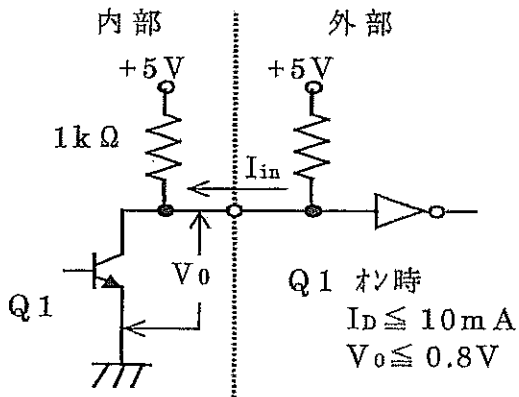 内部
外部
+5V
+5V
1kΩ
Iin
V0
Q1
Q1 ｵﾝ時
ID≦10mA
V0≦0.8V